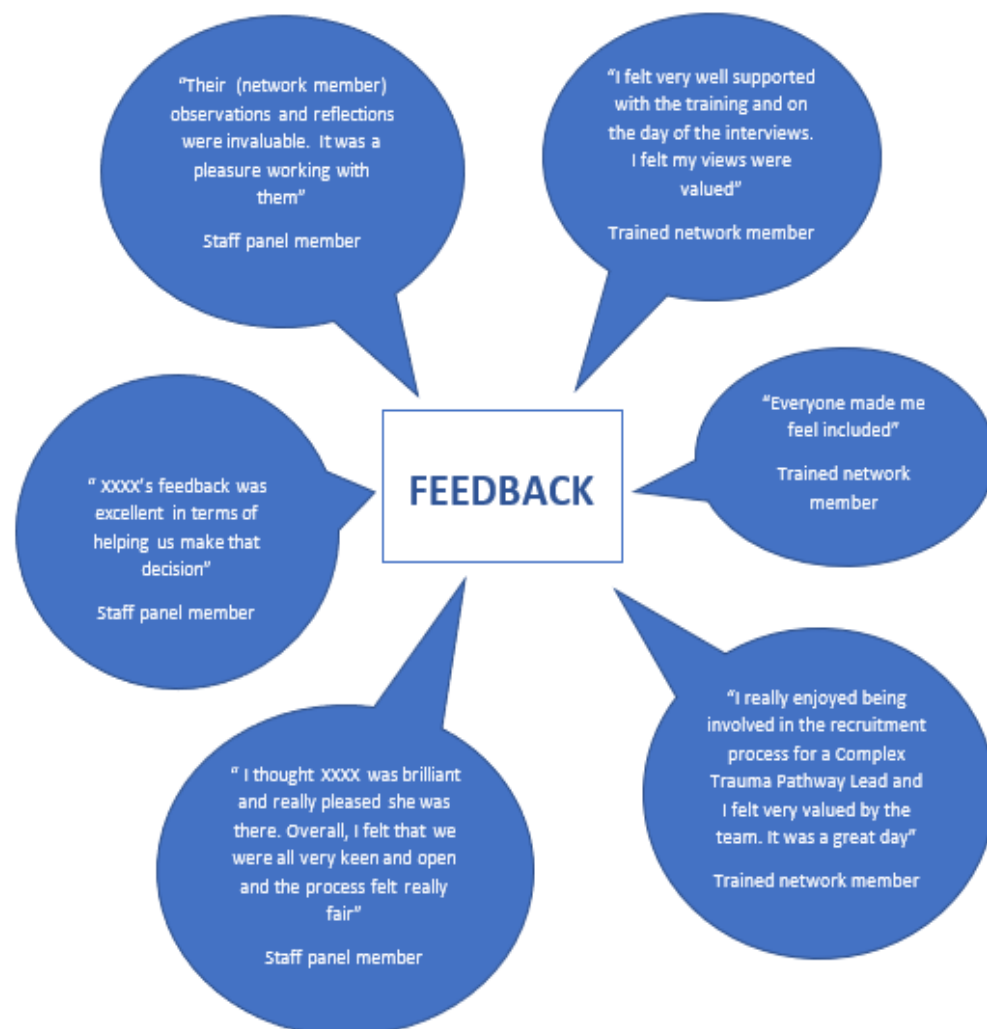 “Their (network member)
observations and reflections
were invaluable. It was a
pleasure working with
them”
Staff panel member
“I felt very well supported
with the training and on
the day of the interviews.
I felt my views were
valued”
Trained network member
“Everyone made me
feel included”
Trained network
member
FEEDBACK
“ XXXX’s feedback was
excellent in terms of
helping us make that
decision”
Staff panel member
“ I thought XXXX was brilliant
and really pleased she was
there. Overall, I felt that we
were all very keen and open
and the process felt really
fair”
Staff panel member
“I really enjoyed being
involved in the recruitment
process for a Complex
Trauma Pathway Lead and
I felt very valued by the
team. It was a great day”
Trained network member